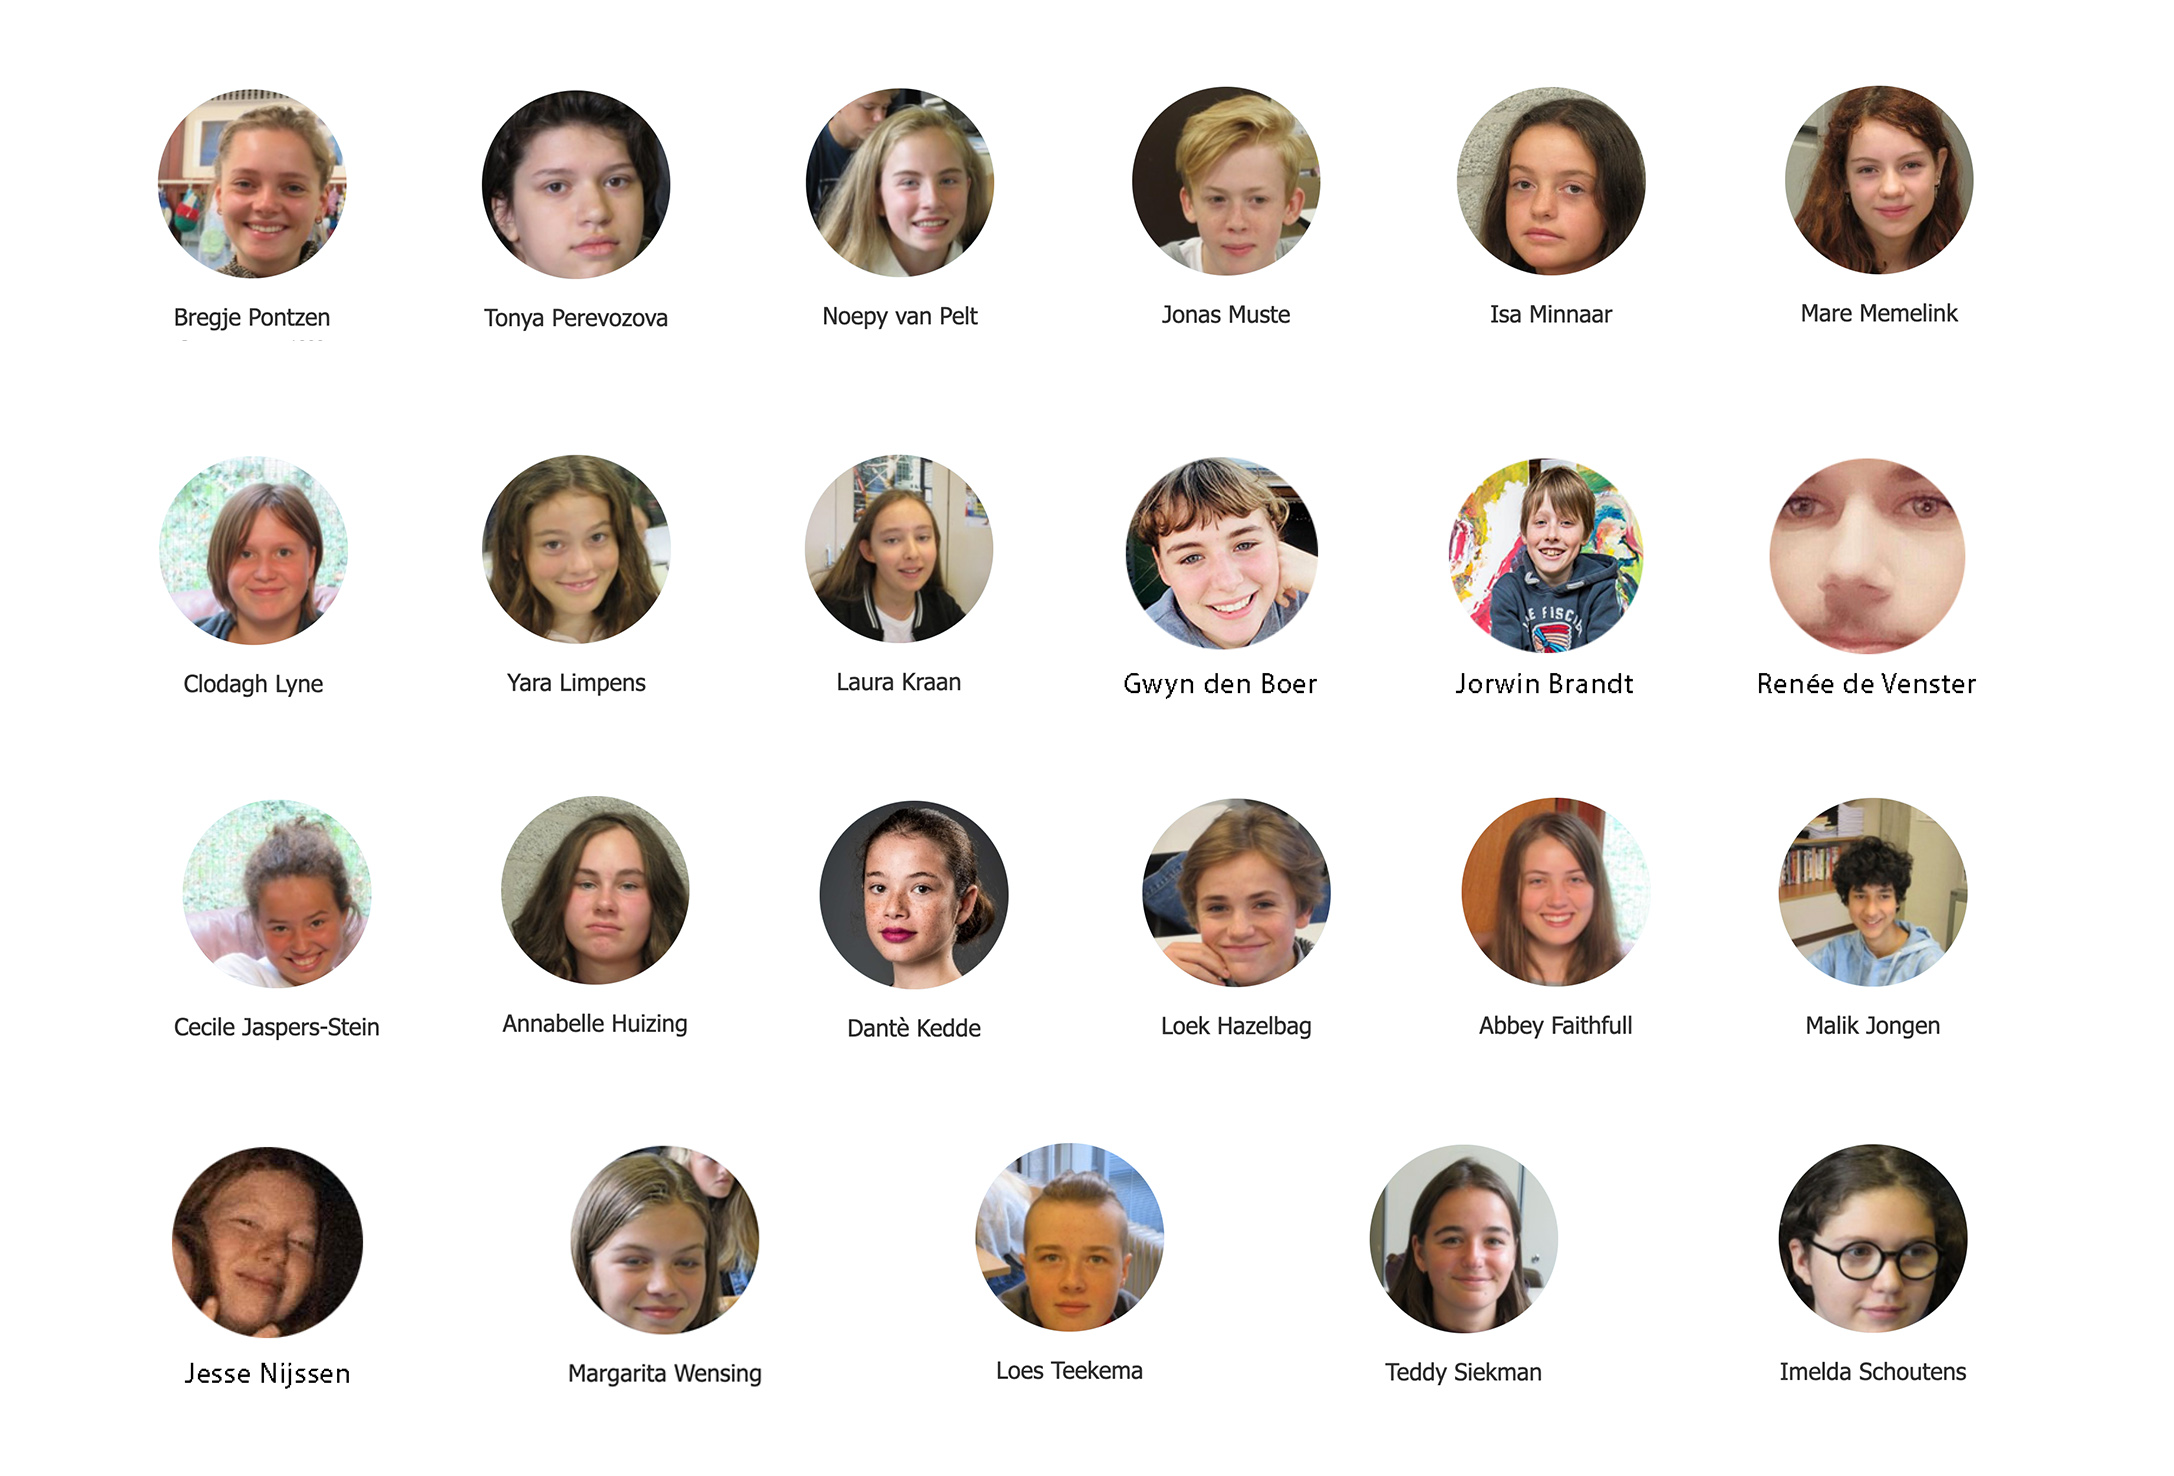 Bregje Pontzen
Tonya Perevozova
Noepy van Pelt
Jonas Muste
Isa Minnaar
Mare Memelink
Clodagh Lyne
Yara Limpens
Laura Kraan
Gwyn den Boer
Jorwin Brandt
Renée de Venster
Cecile Jaspers-Stein
Annabelle Huizing
Dantè Kedde
Loek Hazelbag
Abbey Faithfull
Malik Jongen
Jesse Nijssen
Margarita Wensing
Loes Teekema
Teddy Siekman
Imelda Schoutens